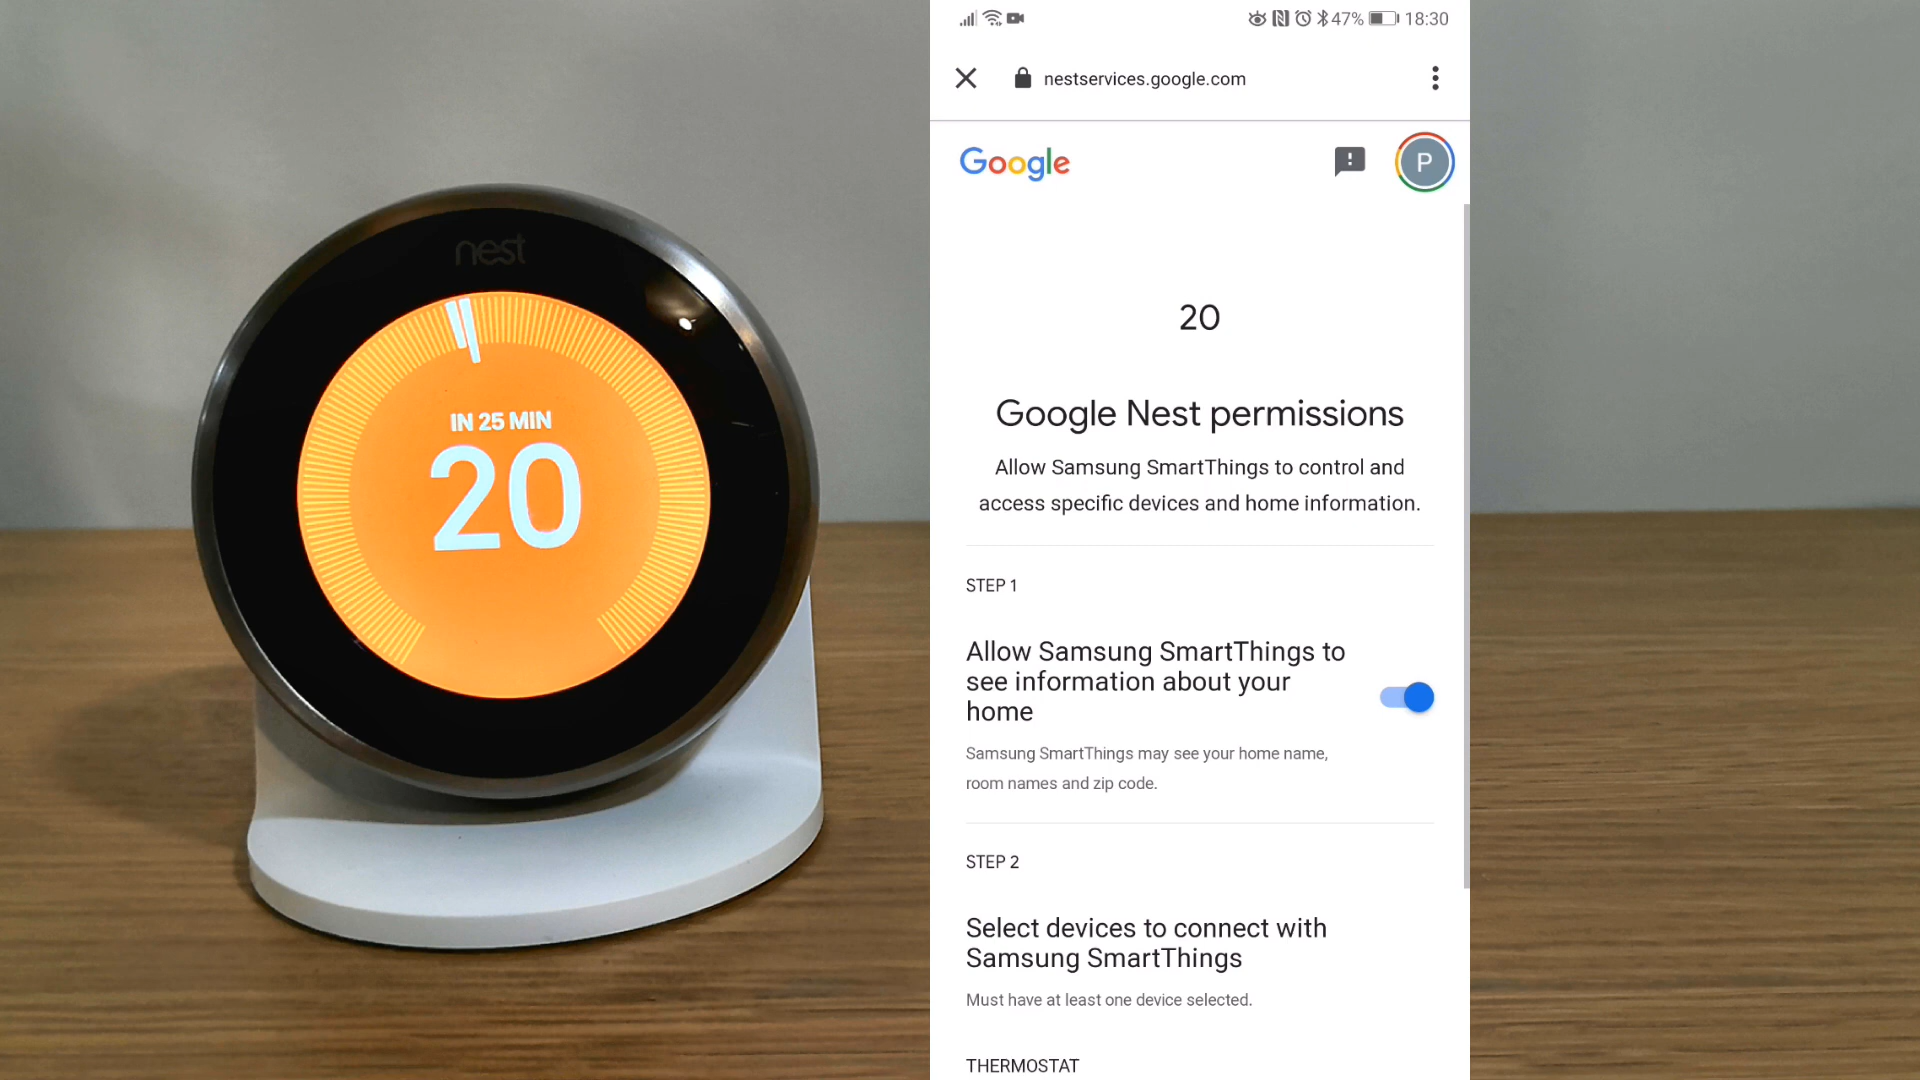 nest
IN 25 MIN
20
47% 18:30
nestservices.google.com
Google
P
20
Google Nest permissions
Allow Samsung SmartThings to control and
access specific devices and home information.
STEP 1
Allow Samsung SmartThings to
see information about your
home
Samsung SmartThings may see your home name,
room names and zip code.
STEP 2
Select devices to connect with
Samsung SmartThings
Must have at least one device selected.
THERMOSTAT